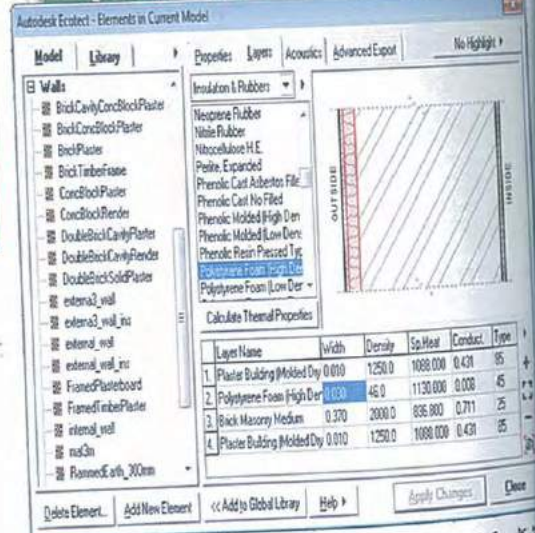 Autodesk Ecotect - Elements in Current Model
Model Library
Properties Layers Acoustics Advanced Export No Highlight
Walls
BrickCavityConcBlockPlaster
BrickConcBlockPlaster
BrickPlaster
BrickTimberFrame
ConcBlockPlaster
ConcBlockRender
DoubleBrickCavityPlaster
DoubleBrickCavityRender
DoubleBrickSolidPlaster
externa3_wall
externa3_wall_ins
external_wall
external_wall_ins
FramedPlasterboard
FramedTimberPlaster
internal_wall
RammedEarth_300mm
Insulation & Rubbers
Neoprene Rubber
Nitrile Rubber
Nitrocellulose H.E.
Perlite, Expanded
Phenolic Cast Asbestos Fille
Phenolic Cast No Filled
Phenolic Molded (High Den
Phenolic Molded (Low Dens
Phenolic Resin Pressed Tyc
Polystyrene Foam (High Der
Polystyrene Foam (Low Der
Calculate Thermal Properties
OUTSIDE
INSIDE
Layer Name Width Density Sp.Heat Conduct. Type
1. Plaster Building (Molded Dry 0.010 1250.0 1088.000 0.431 85
2. Polystyrene Foam (High Der 0.030 46.0 1130.000 0.008 45
3. Brick Masonry Medium 0.370 2000.0 836.800 0.711 25
4. Plaster Building (Molded Dry 0.010 1250.0 1088.000 0.431 85
Delete Element... Add New Element << Add to Global Library Help Apply Changes Close